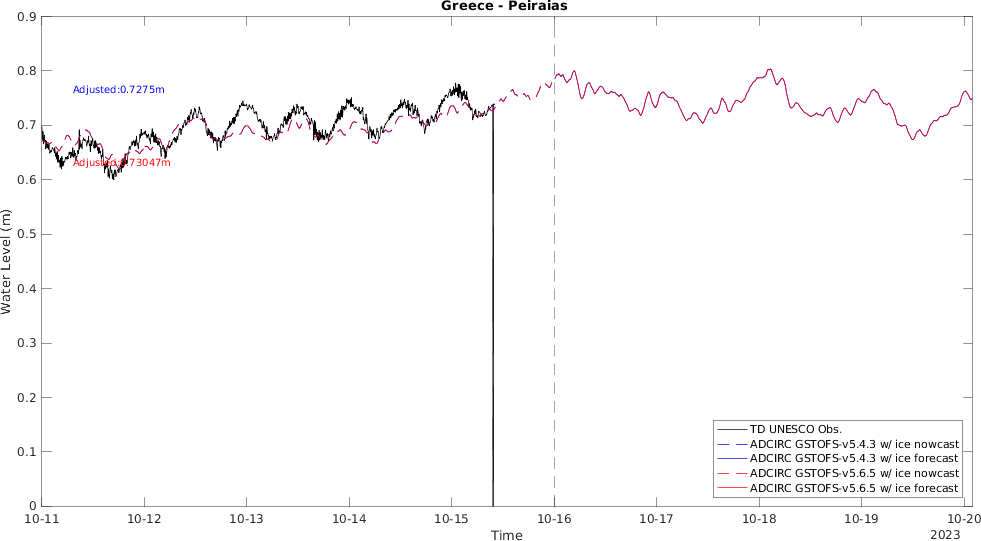 Greece - Peiraias
0.9
0.8
0.7
0.6
0.5
0.4
0.3
0.2
0.1
0
Water Level (m)
Adjusted:0.7275m
Adjusted:0.73047m
TD UNESCO Obs.
ADCIRC GSTOFS-v5.4.3 w/ ice nowcast
ADCIRC GSTOFS-v5.4.3 w/ ice forecast
ADCIRC GSTOFS-v5.6.5 w/ ice nowcast
ADCIRC GSTOFS-v5.6.5 w/ ice forecast
10-11 10-12 10-13 10-14 10-15 10-16 10-17 10-18 10-19 10-20
Time
2023